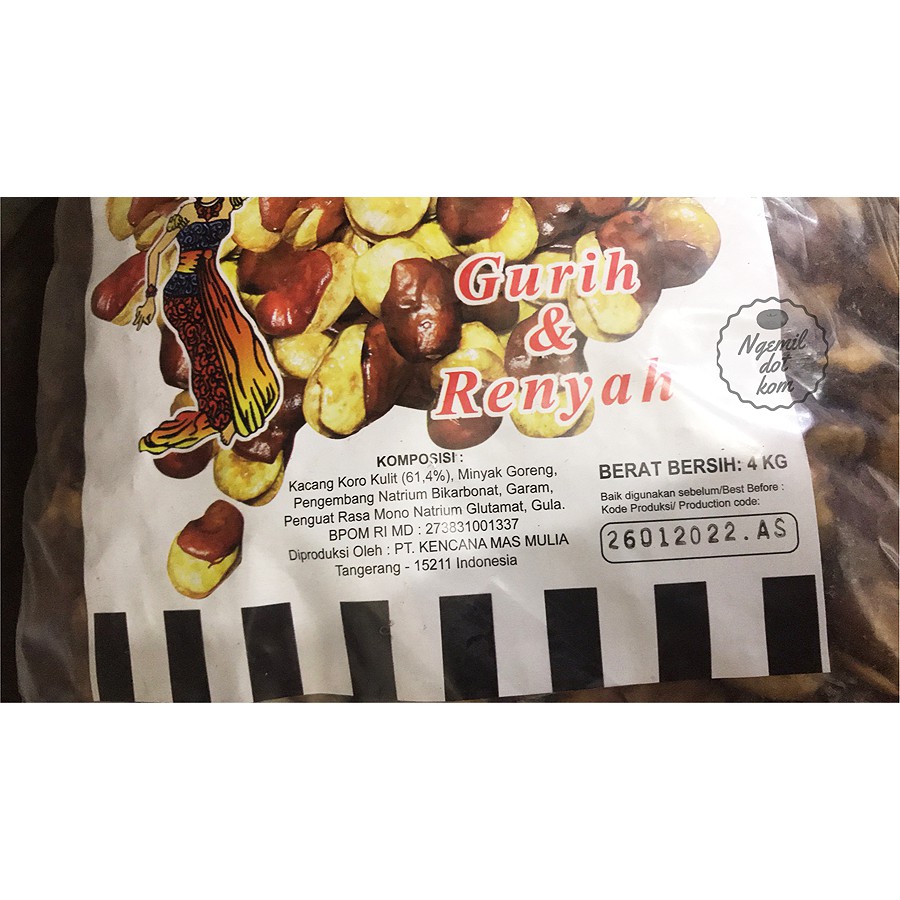 Gurih
&
Renyah
Ngemil
dot
kom
KOMPOSISI :
Kacang Koro Kulit (61,4%), Minyak Goreng,
Pengembang Natrium Bikarbonat, Garam,
Penguat Rasa Mono Natrium Glutamat, Gula.
BPOM RI MD : 273831001337
Diproduksi Oleh : PT. KENCANA MAS MULIA
Tangerang - 15211 Indonesia
BERAT BERSIH: 4 KG
Baik digunakan sebelum/Best Before :
Kode Produksi/ Production code:
26012022.AS